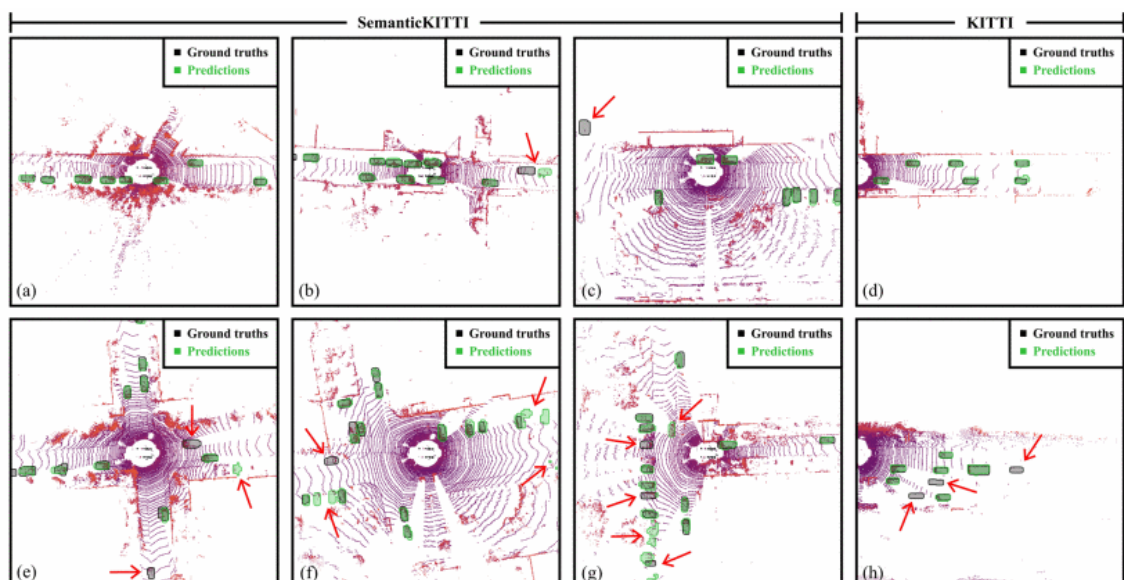 SemanticKITTI
KITTI
Ground truths
Predictions
(a)
Ground truths
Predictions
(b)
Ground truths
Predictions
(c)
Ground truths
Predictions
(d)
Ground truths
Predictions
(e)
Ground truths
Predictions
(f)
Ground truths
Predictions
(g)
Ground truths
Predictions
(h)